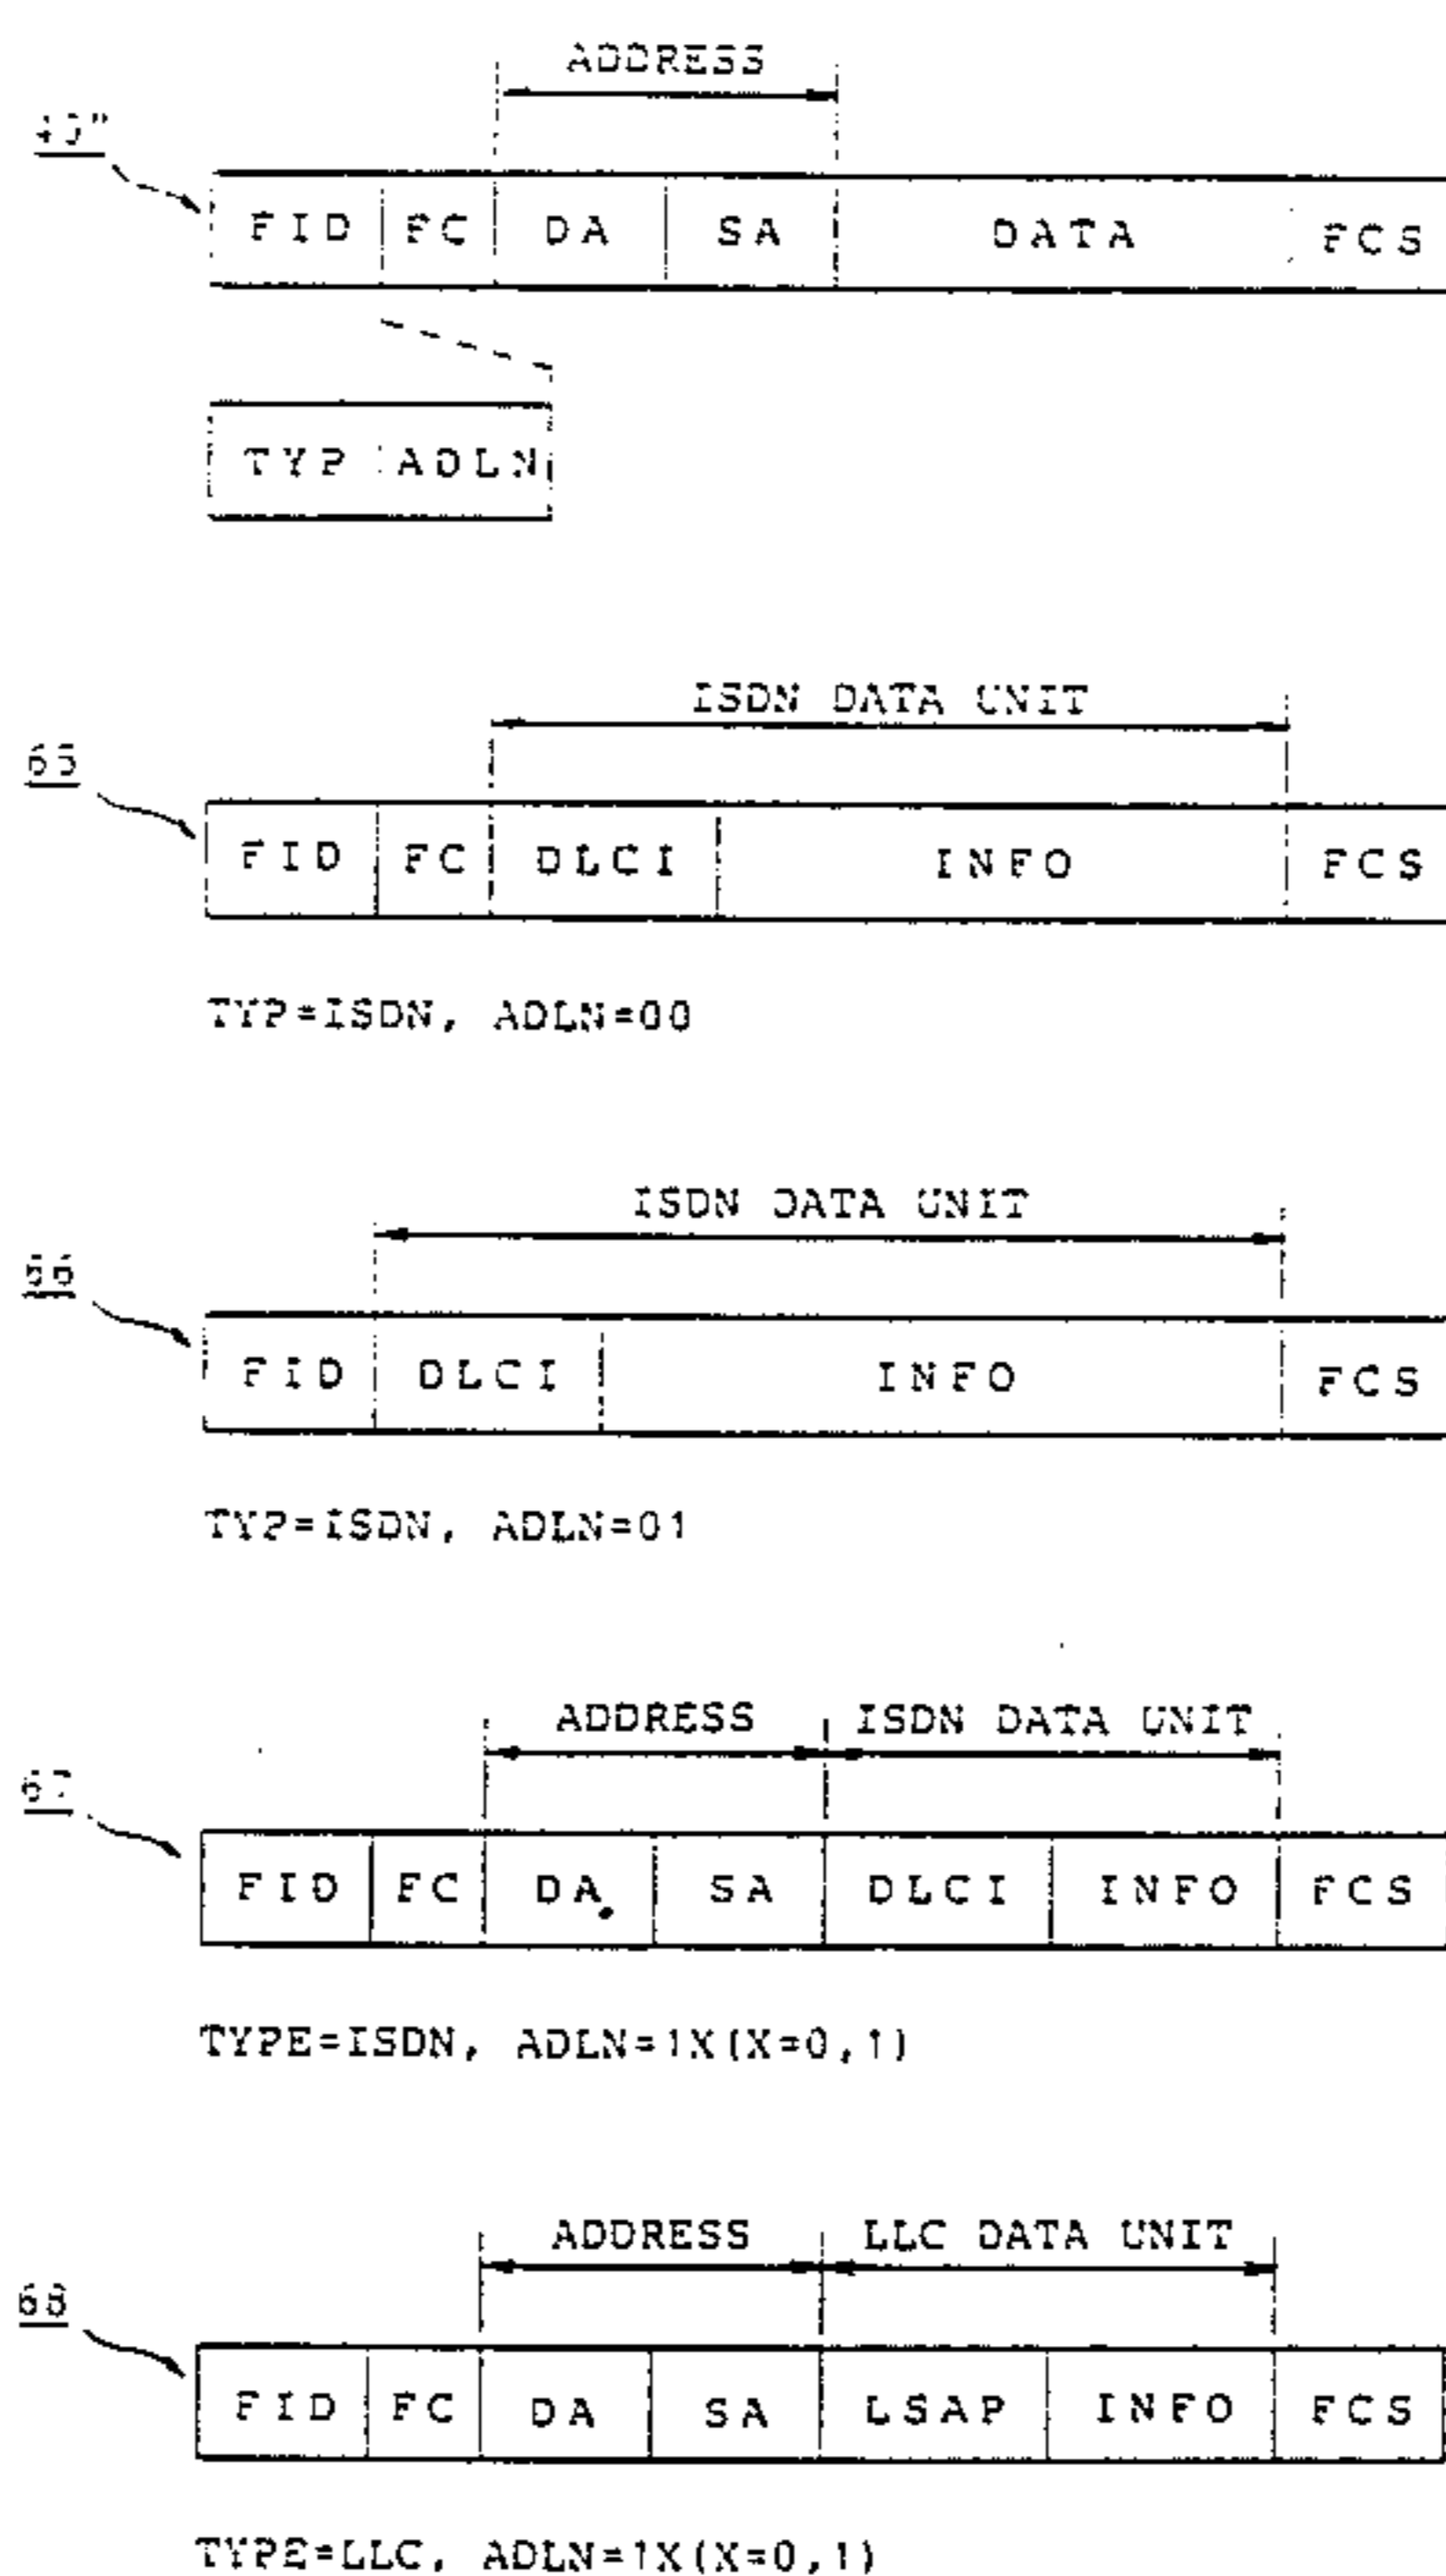 ADDRESS
FID FC DA SA DATA FCS
TYP ADLN
ISDN DATA UNIT
65
FID FC DLCI INFO FCS
TYP=ISDN, ADLN=00
ISDN DATA UNIT
66
FID DLCI INFO FCS
TYP=ISDN, ADLN=01
ADDRESS ISDN DATA UNIT
67
FID FC DA SA DLCI INFO FCS
TYPE=ISDN, ADLN=1X(X=0,1)
ADDRESS LLC DATA UNIT
68
FID FC DA SA LSAP INFO FCS
TYPE=LLC, ADLN=1X(X=0,1)